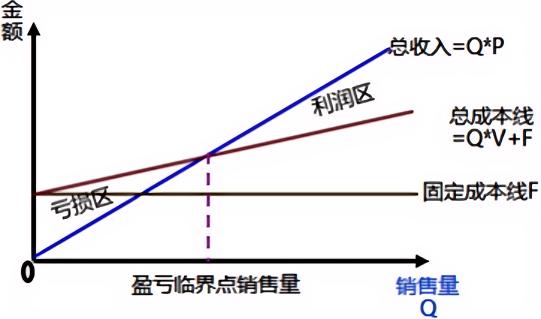 金
额
总收入=Q*P
利润区
总成本线
=Q*V+F
固定成本线F
亏损区
0
盈亏临界点销售量
销售量
Q